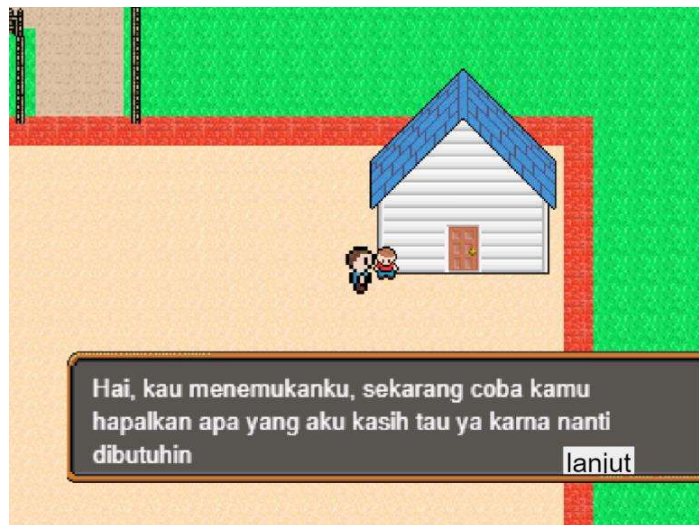 Hai, kau menemukanku, sekarang coba kamu
hapalkan apa yang aku kasih tau ya karna nanti
dibutuhin
lanjut